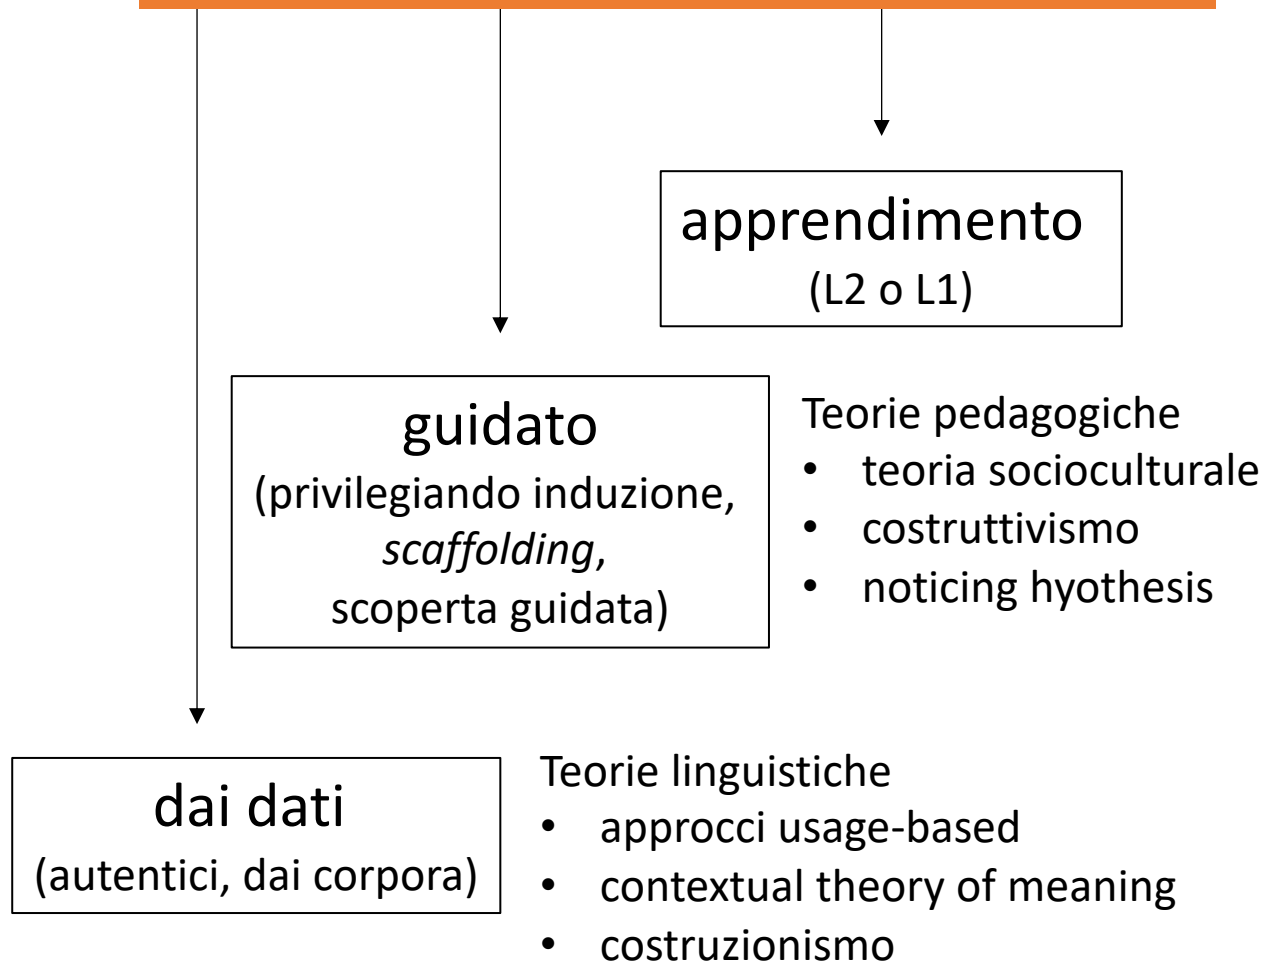 apprendimento
(L2 o L1)
guidato
(privilegiando induzione,
scaffolding,
scoperta guidata)
Teorie pedagogiche
• teoria socioculturale
• costruttivismo
• noticing hyothesis
dai dati
(autentici, dai corpora)
Teorie linguistiche
• approcci usage-based
• contextual theory of meaning
• costruzionismo